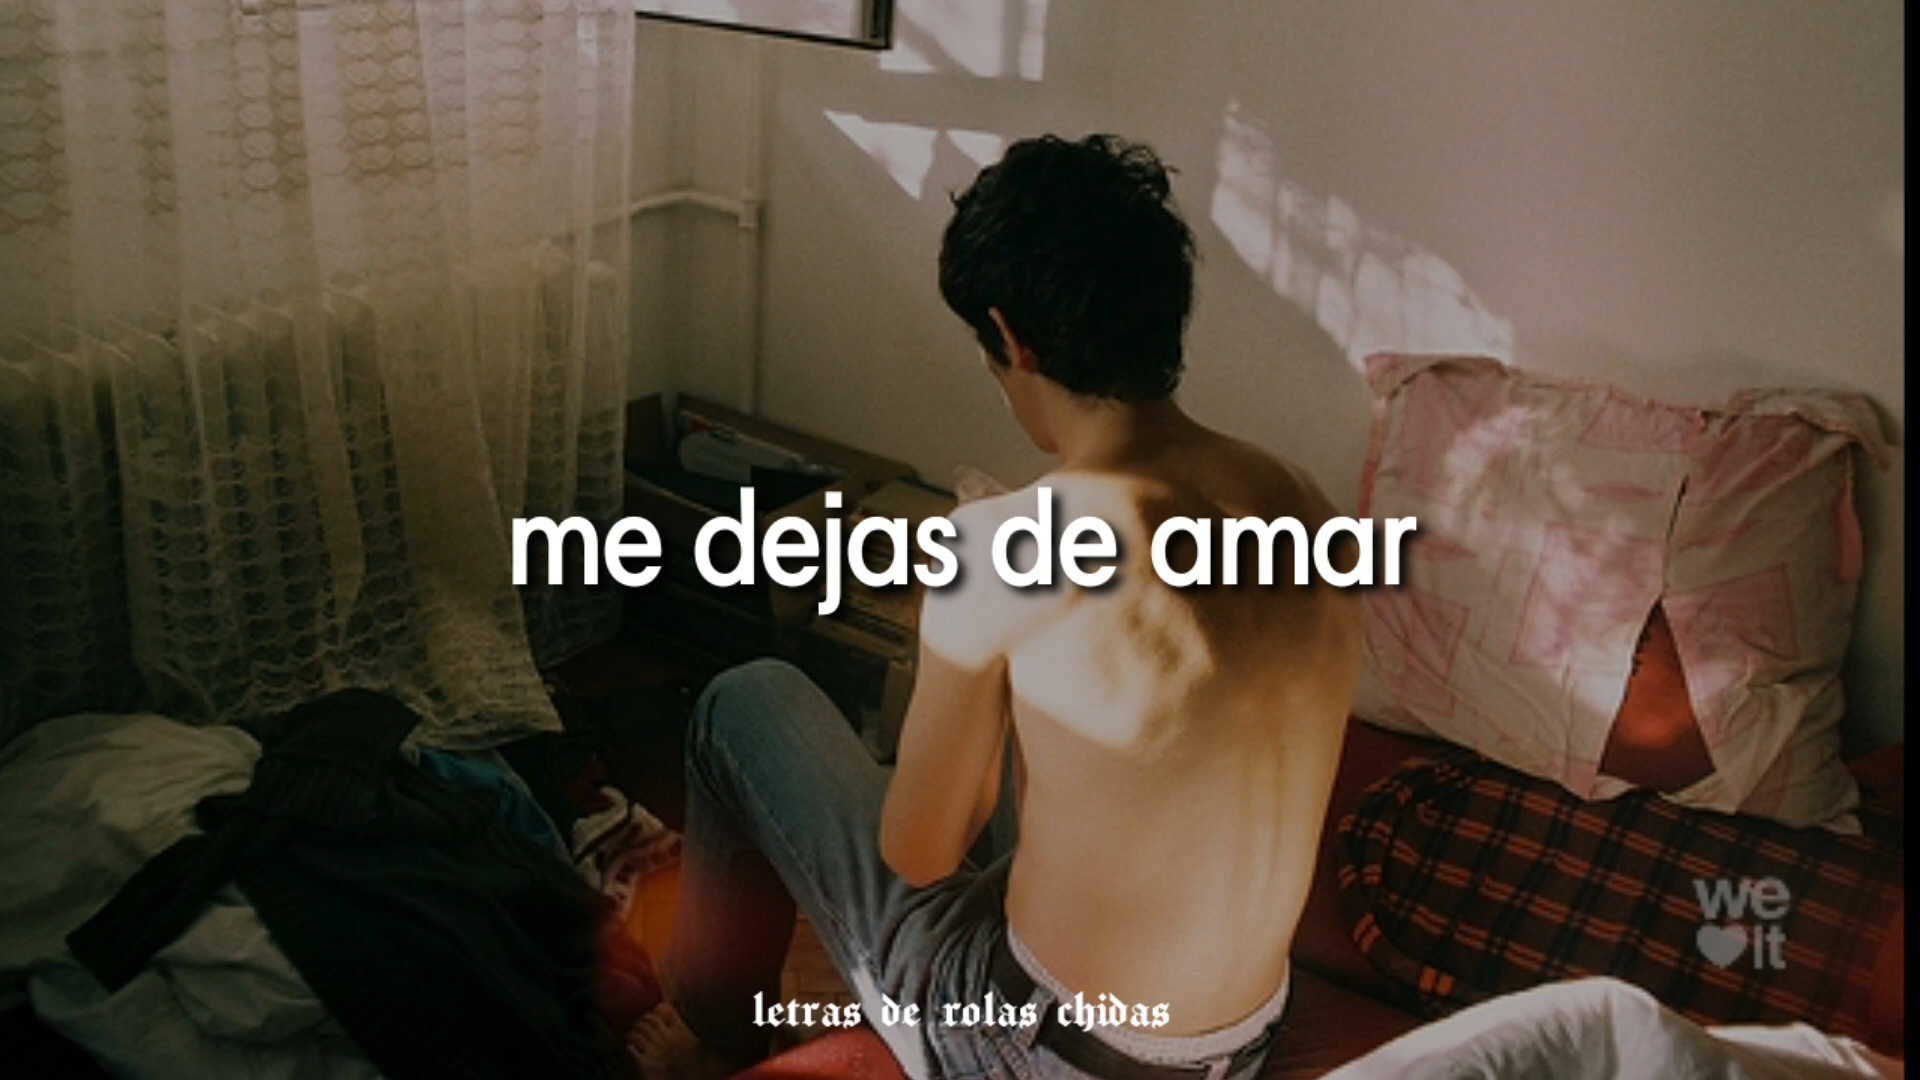 me dejas de amar
we
it
letras de rolas chidas